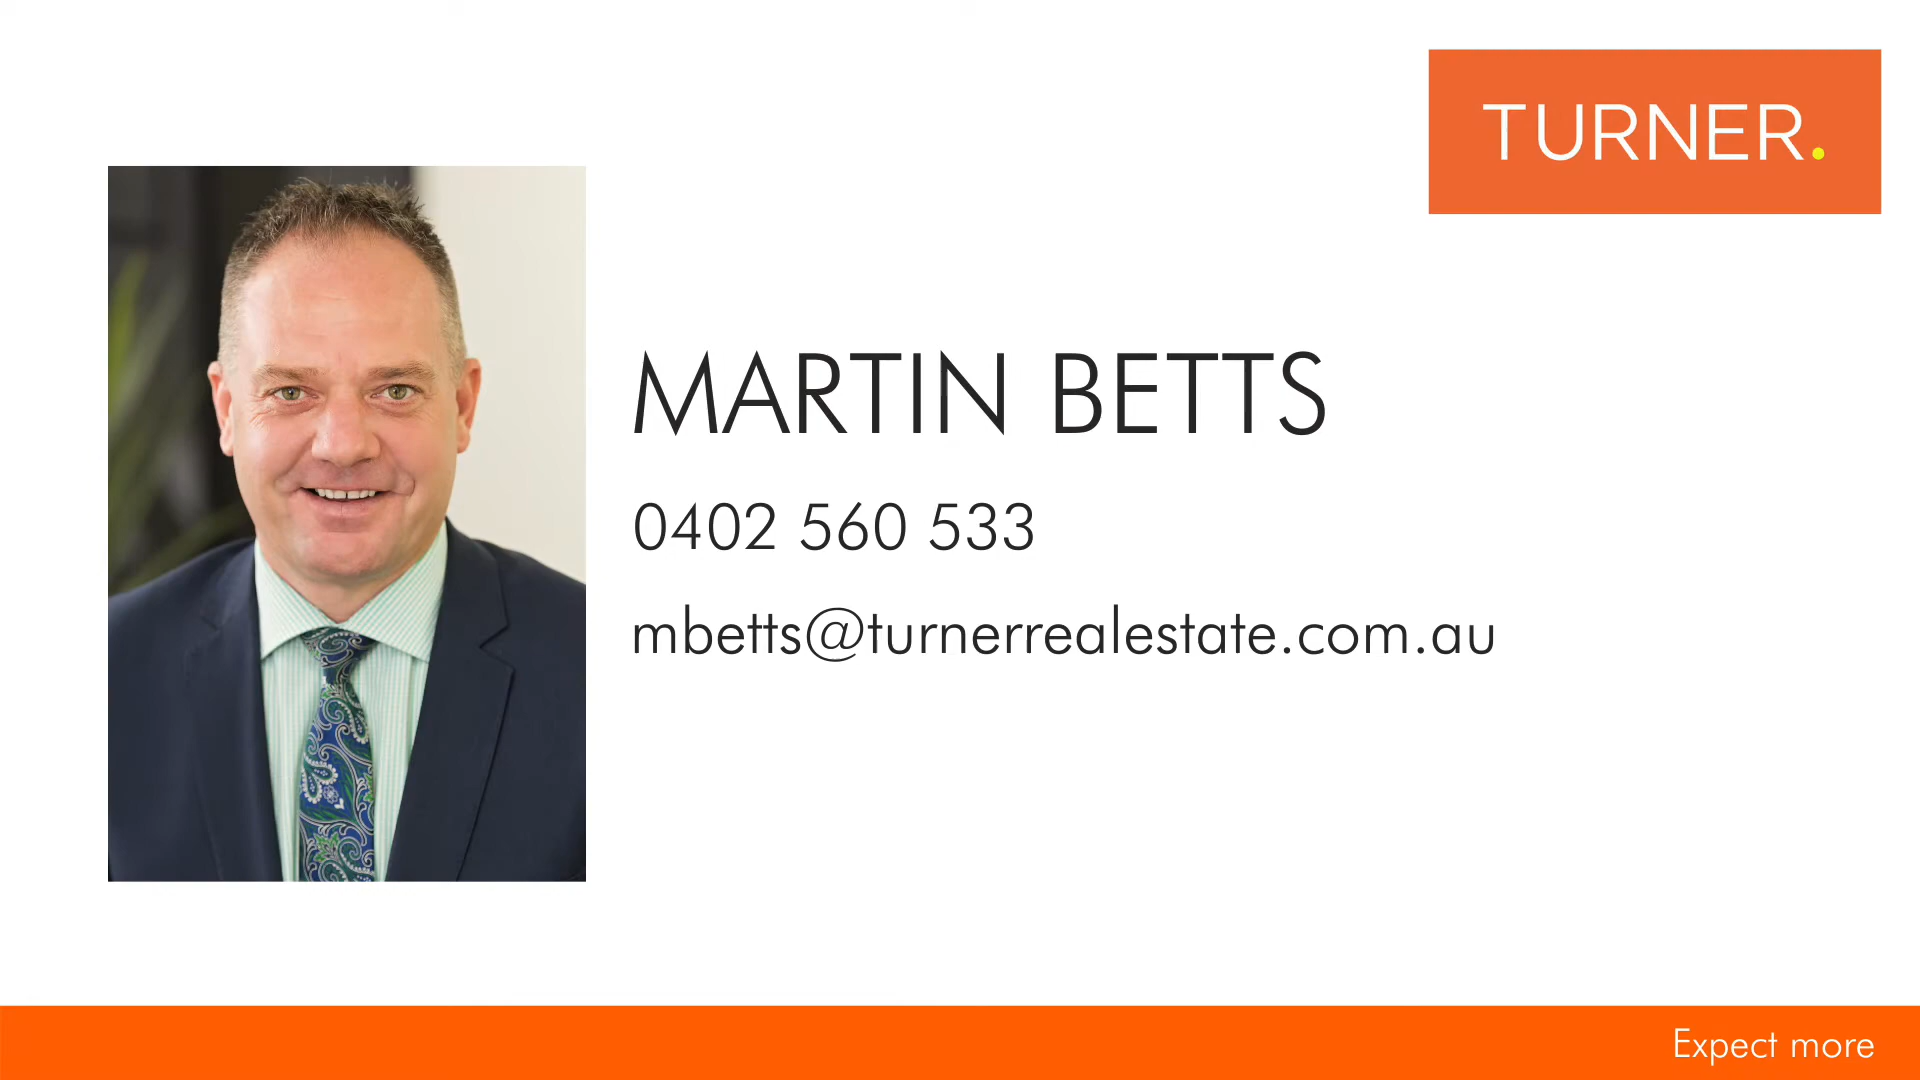 TURNER.
MARTIN BETTS
0402 560 533
mbetts@turnerrealestate.com.au
Expect more